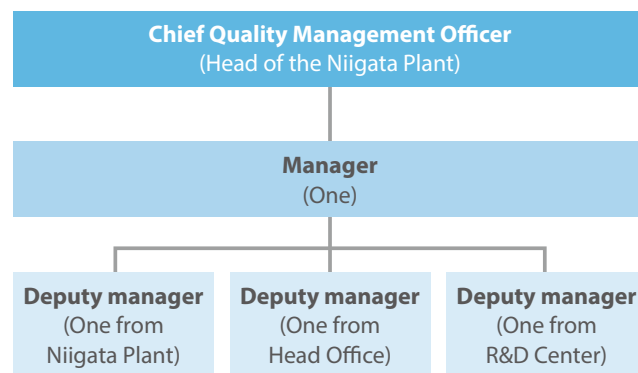 Chief Quality Management Officer
(Head of the Niigata Plant)
Manager
(One)
Deputy manager
(One from
Niigata Plant)
Deputy manager
(One from
Head Office)
Deputy manager
(One from
R&D Center)